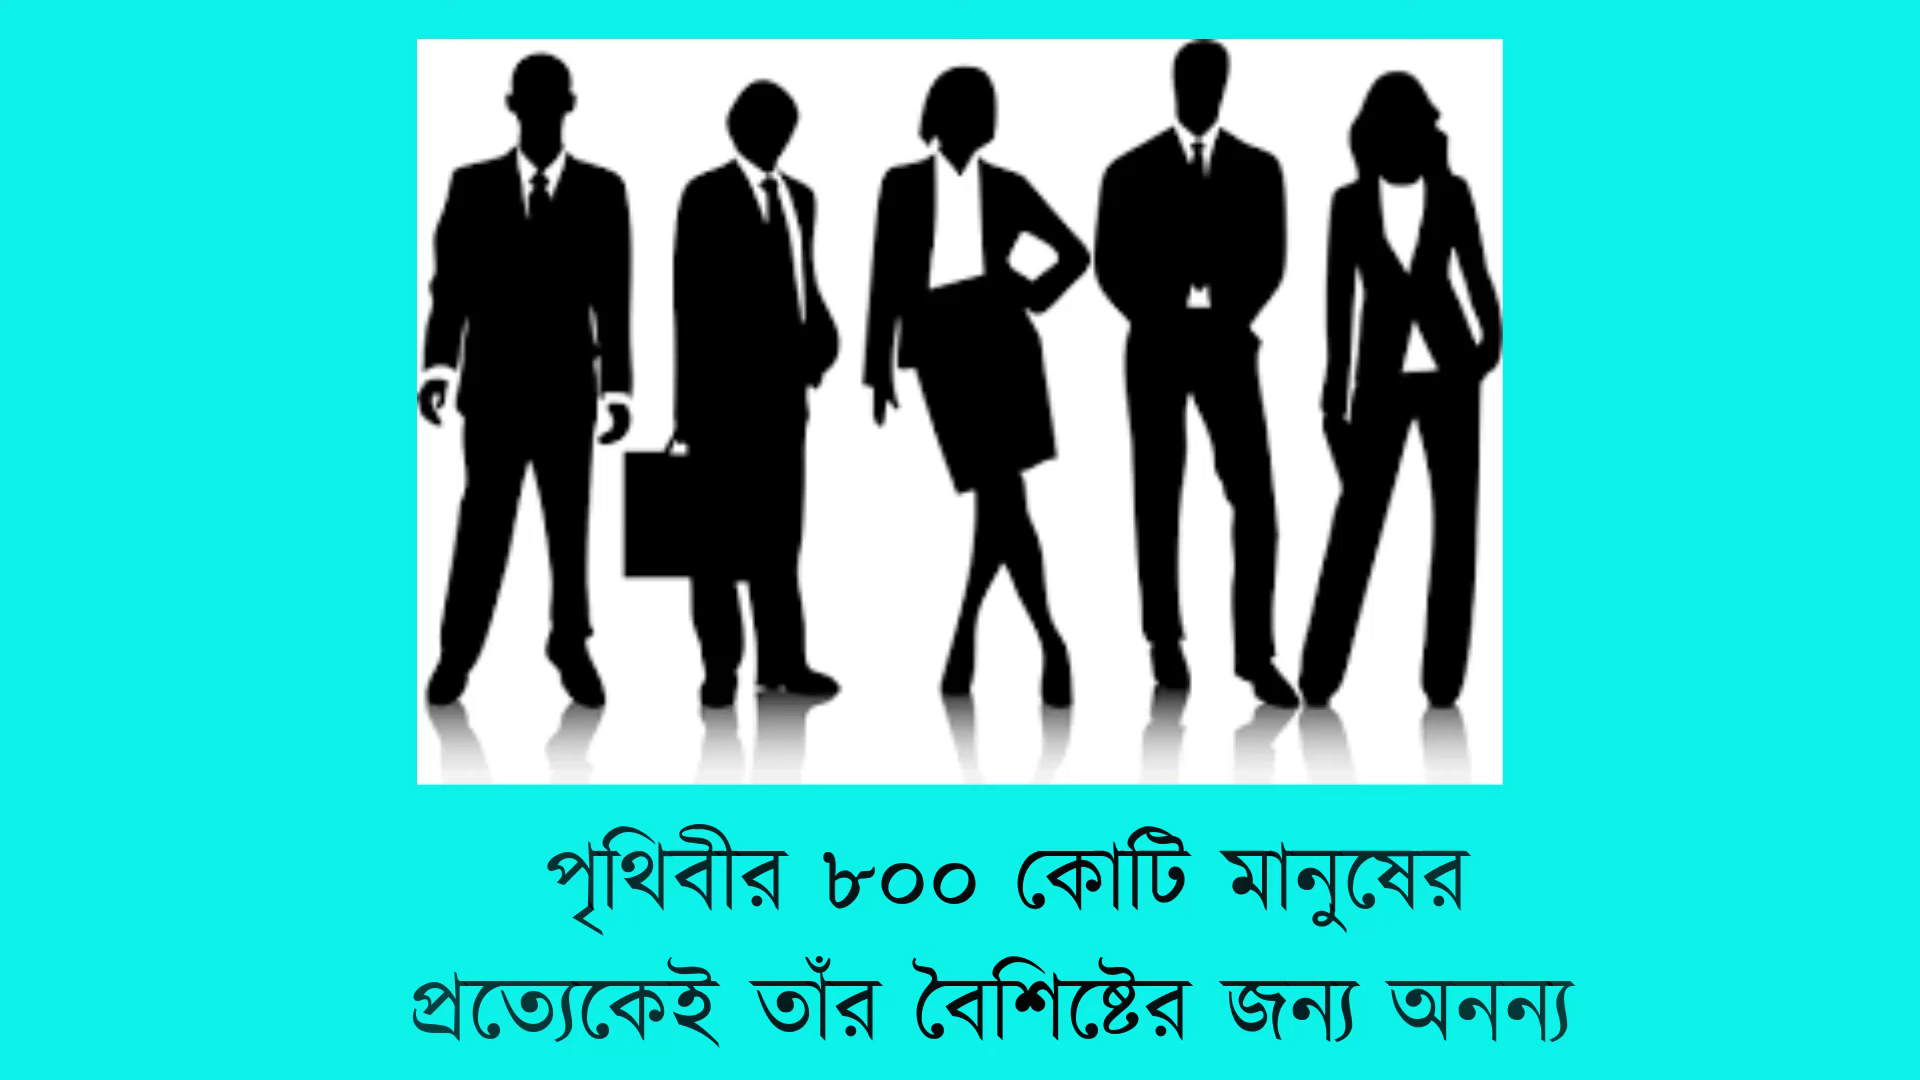 পৃথিবীর ৮০০ কোটি মানুষের
প্রত্যেকেই তাঁর বৈশিষ্টের জন্য অনন্য